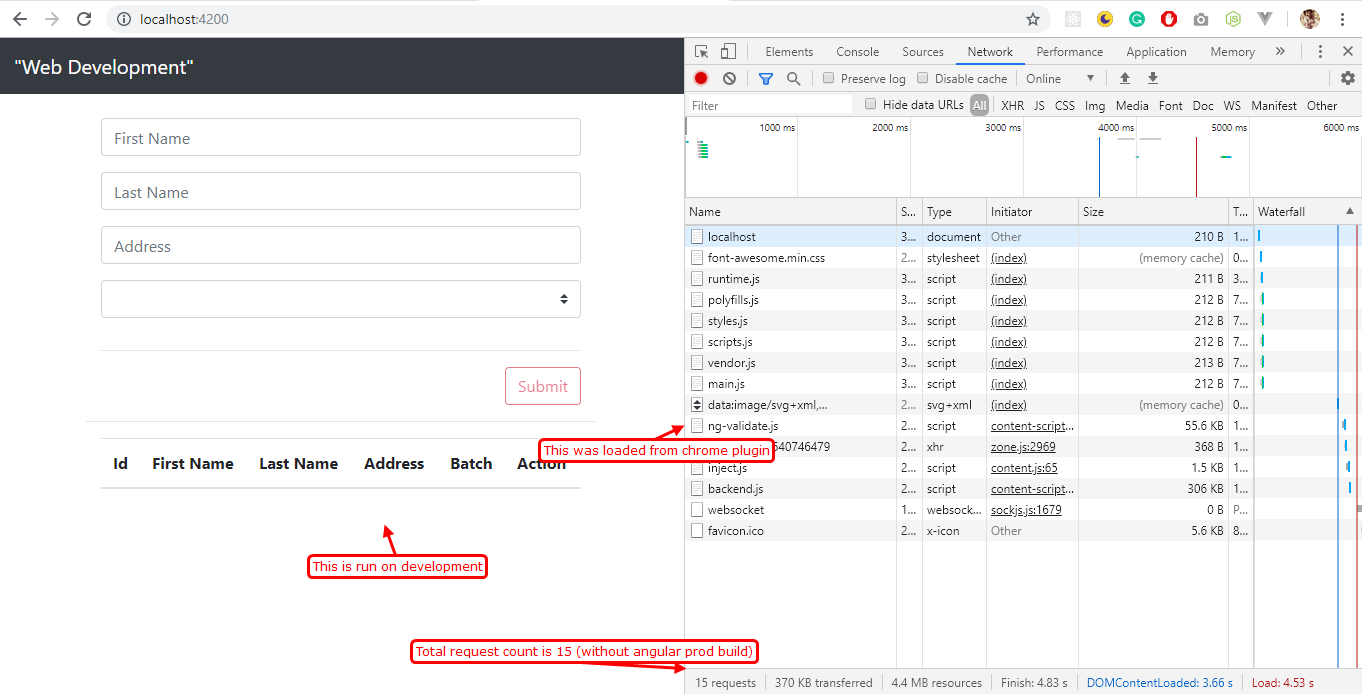 localhost:4200
"Web Development"
First Name
Last Name
Address
Submit
Id First Name Last Name Address Batch Action
This is run on development
This was loaded from chrome plugin
Total request count is 15 (without angular prod build)
Elements Console Sources Network Performance Application Memory »
Preserve log Disable cache Online
Filter Hide data URLs All XHR JS CSS Img Media Font Doc WS Manifest Other
1000 ms 2000 ms 3000 ms 4000 ms 5000 ms 6000 ms
Name S... Type Initiator Size T... Waterfall
localhost 3... document Other 210 B 1...
font-awesome.min.css 2... stylesheet (index) (memory cache) 0...
runtime.js 3... script (index) 211 B 3...
polyfills.js 3... script (index) 212 B 7...
styles.js 3... script (index) 212 B 7...
scripts.js 3... script (index) 212 B 7...
vendor.js 3... script (index) 213 B 7...
main.js 3... script (index) 212 B 7...
data:image/svg+xml,... 2... svg+xml (index) (memory cache) 0...
ng-validate.js 2... script content-script... 55.6 KB 1...
540746479 2... xhr zone.js:2969 368 B 1...
inject.js 2... script content.js:65 1.5 KB 1...
backend.js 2... script content-script... 306 KB 1...
websocket 1... websock... sockjs.js:1679 0 B P...
favicon.ico 2... x-icon Other 5.6 KB 8...
15 requests 370 KB transferred 4.4 MB resources Finish: 4.83 s DOMContentLoaded: 3.66 s Load: 4.53 s